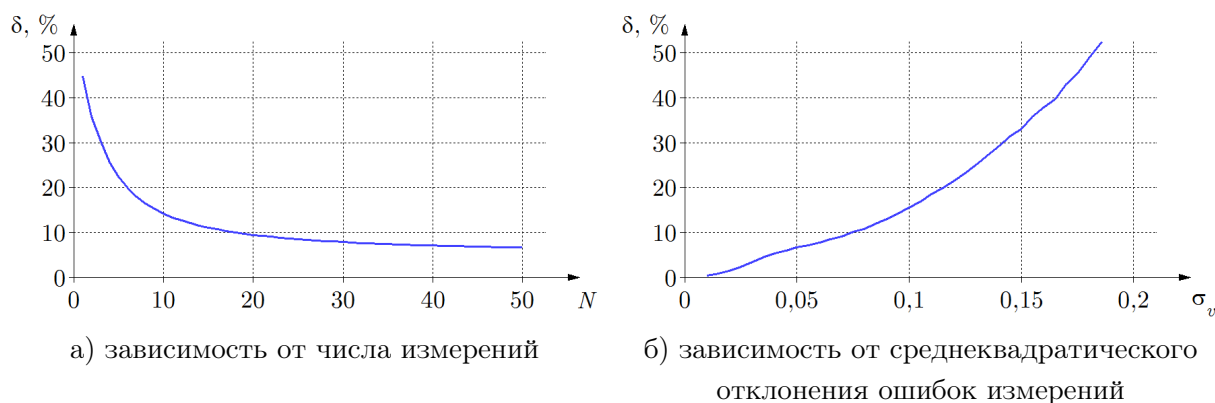 δ, %
50
40
30
20
10
0
0 10 20 30 40 50 N
а) зависимость от числа измерений
δ, %
50
40
30
20
10
0
0 0,05 0,1 0,15 0,2 σᵥ
б) зависимость от среднеквадратического
отклонения ошибок измерений